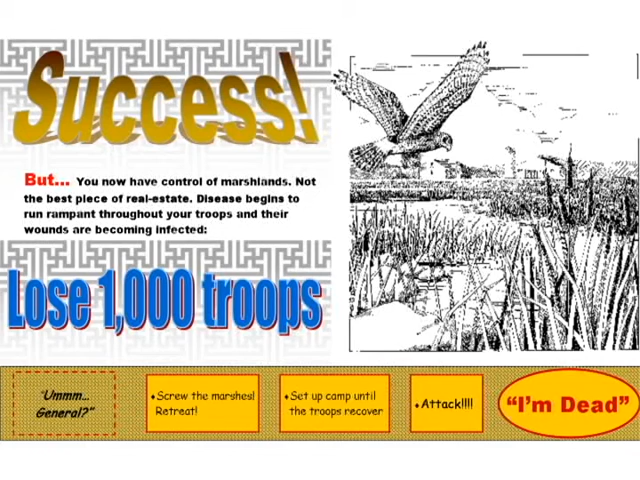 Success!
But... You now have control of marshlands. Not
the best piece of real-estate. Disease begins to
run rampant throughout your troops and their
wounds are becoming infected:
Lose 1,000 troops
"Ummm...
General?"
♦Screw the marshes!
Retreat!
♦Set up camp until
the troops recover
♦Attack!!!!
"I'm Dead"